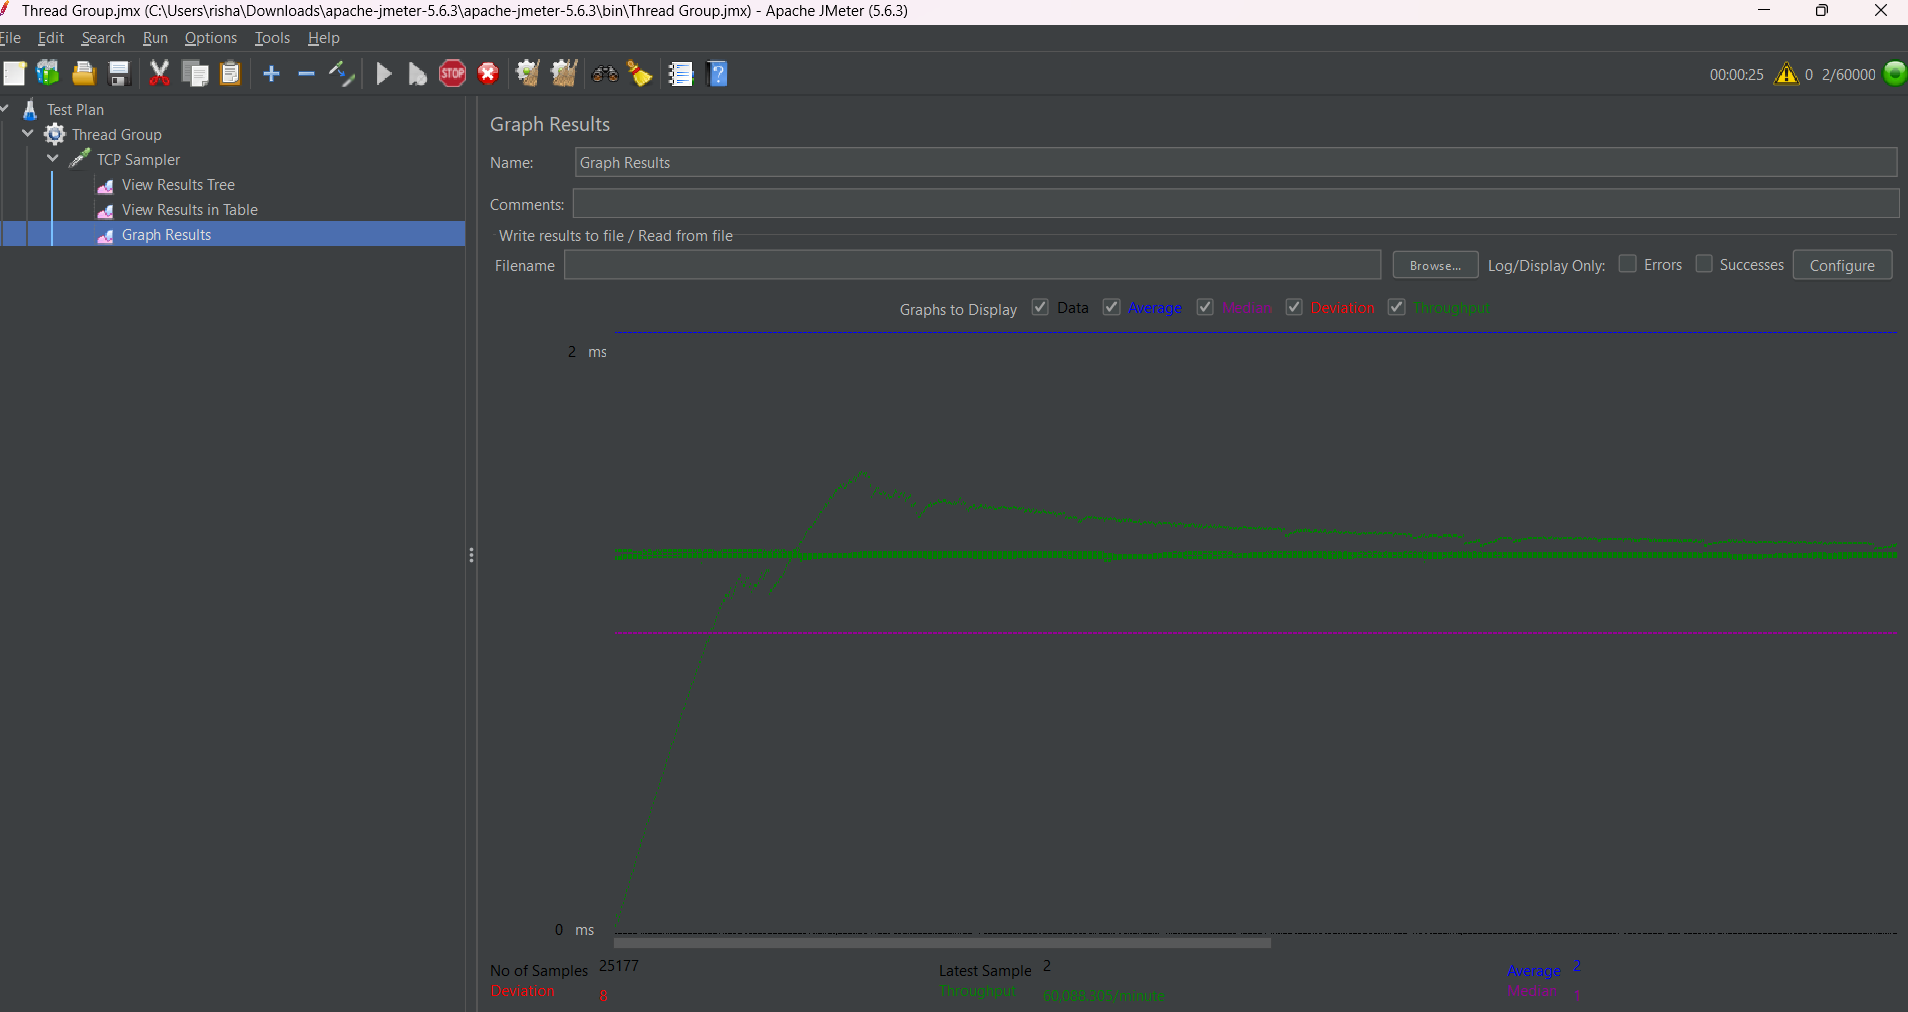 Thread Group.jmx (C:\Users\risha\Downloads\apache-jmeter-5.6.3\apache-jmeter-5.6.3\bin\Thread Group.jmx) - Apache JMeter (5.6.3)
File Edit Search Run Options Tools Help
STOP ? 00:00:25 0 2/60000
Test Plan
Thread Group
TCP Sampler
View Results Tree
View Results in Table
Graph Results
Graph Results
Name: Graph Results
Comments:
Write results to file / Read from file
Filename Browse... Log/Display Only: Errors Successes Configure
Graphs to Display Data Average Median Deviation Throughput
2 ms
0 ms
No of Samples 25177 Latest Sample 2 Average 2
Deviation 8 Throughput 60,088.305/minute Median 1